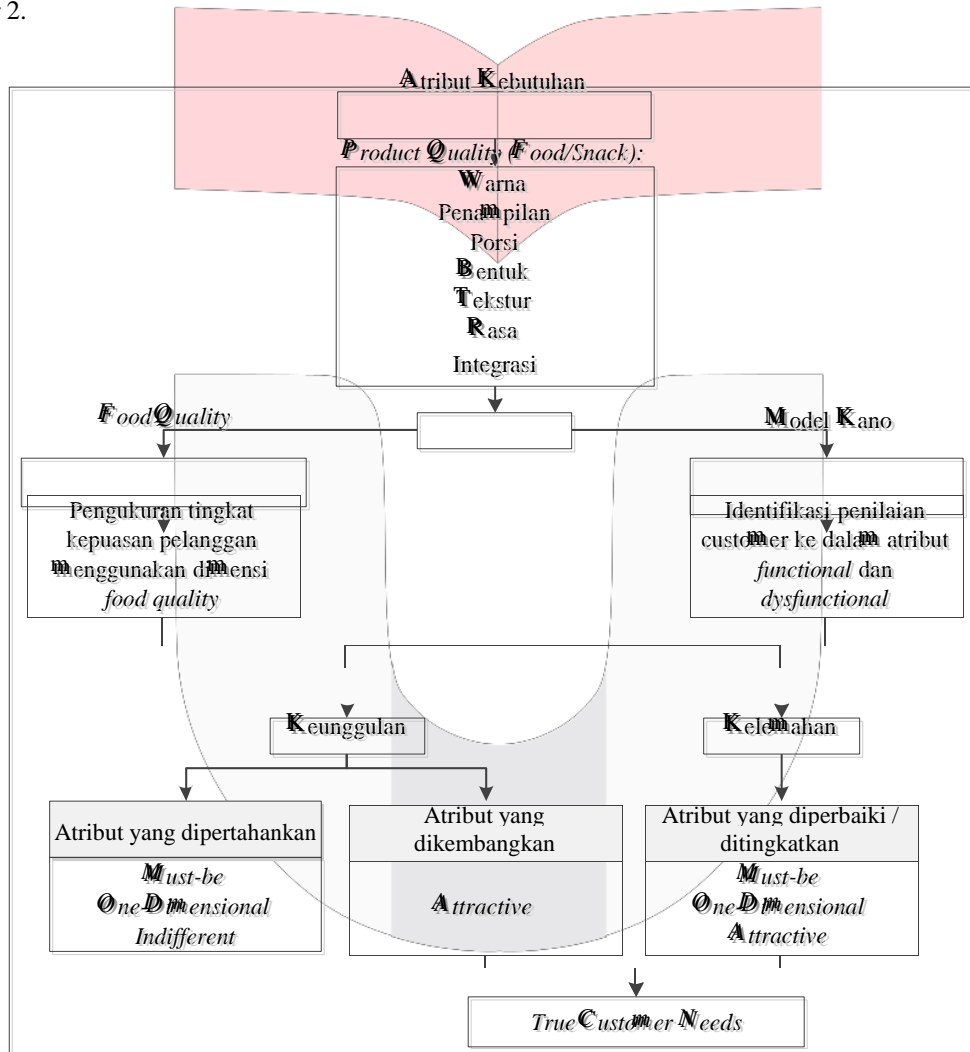 2.
Atribut Kebutuhan
Product Quality (Food/Snack):
Warna
Penampilan
Porsi
Bentuk
Tekstur
Rasa
Integrasi
Food Quality
Model Kano
Pengukuran tingkat
kepuasan pelanggan
menggunakan dimensi
food quality
Identifikasi penilaian
customer ke dalam atribut
functional dan
dysfunctional
Keunggulan
Kelemahan
Atribut yang dipertahankan
Must-be
One Dimensional
Indifferent
Atribut yang
dikembangkan
Attractive
Atribut yang diperbaiki /
ditingkatkan
Must-be
One Dimensional
Attractive
True Customer Needs